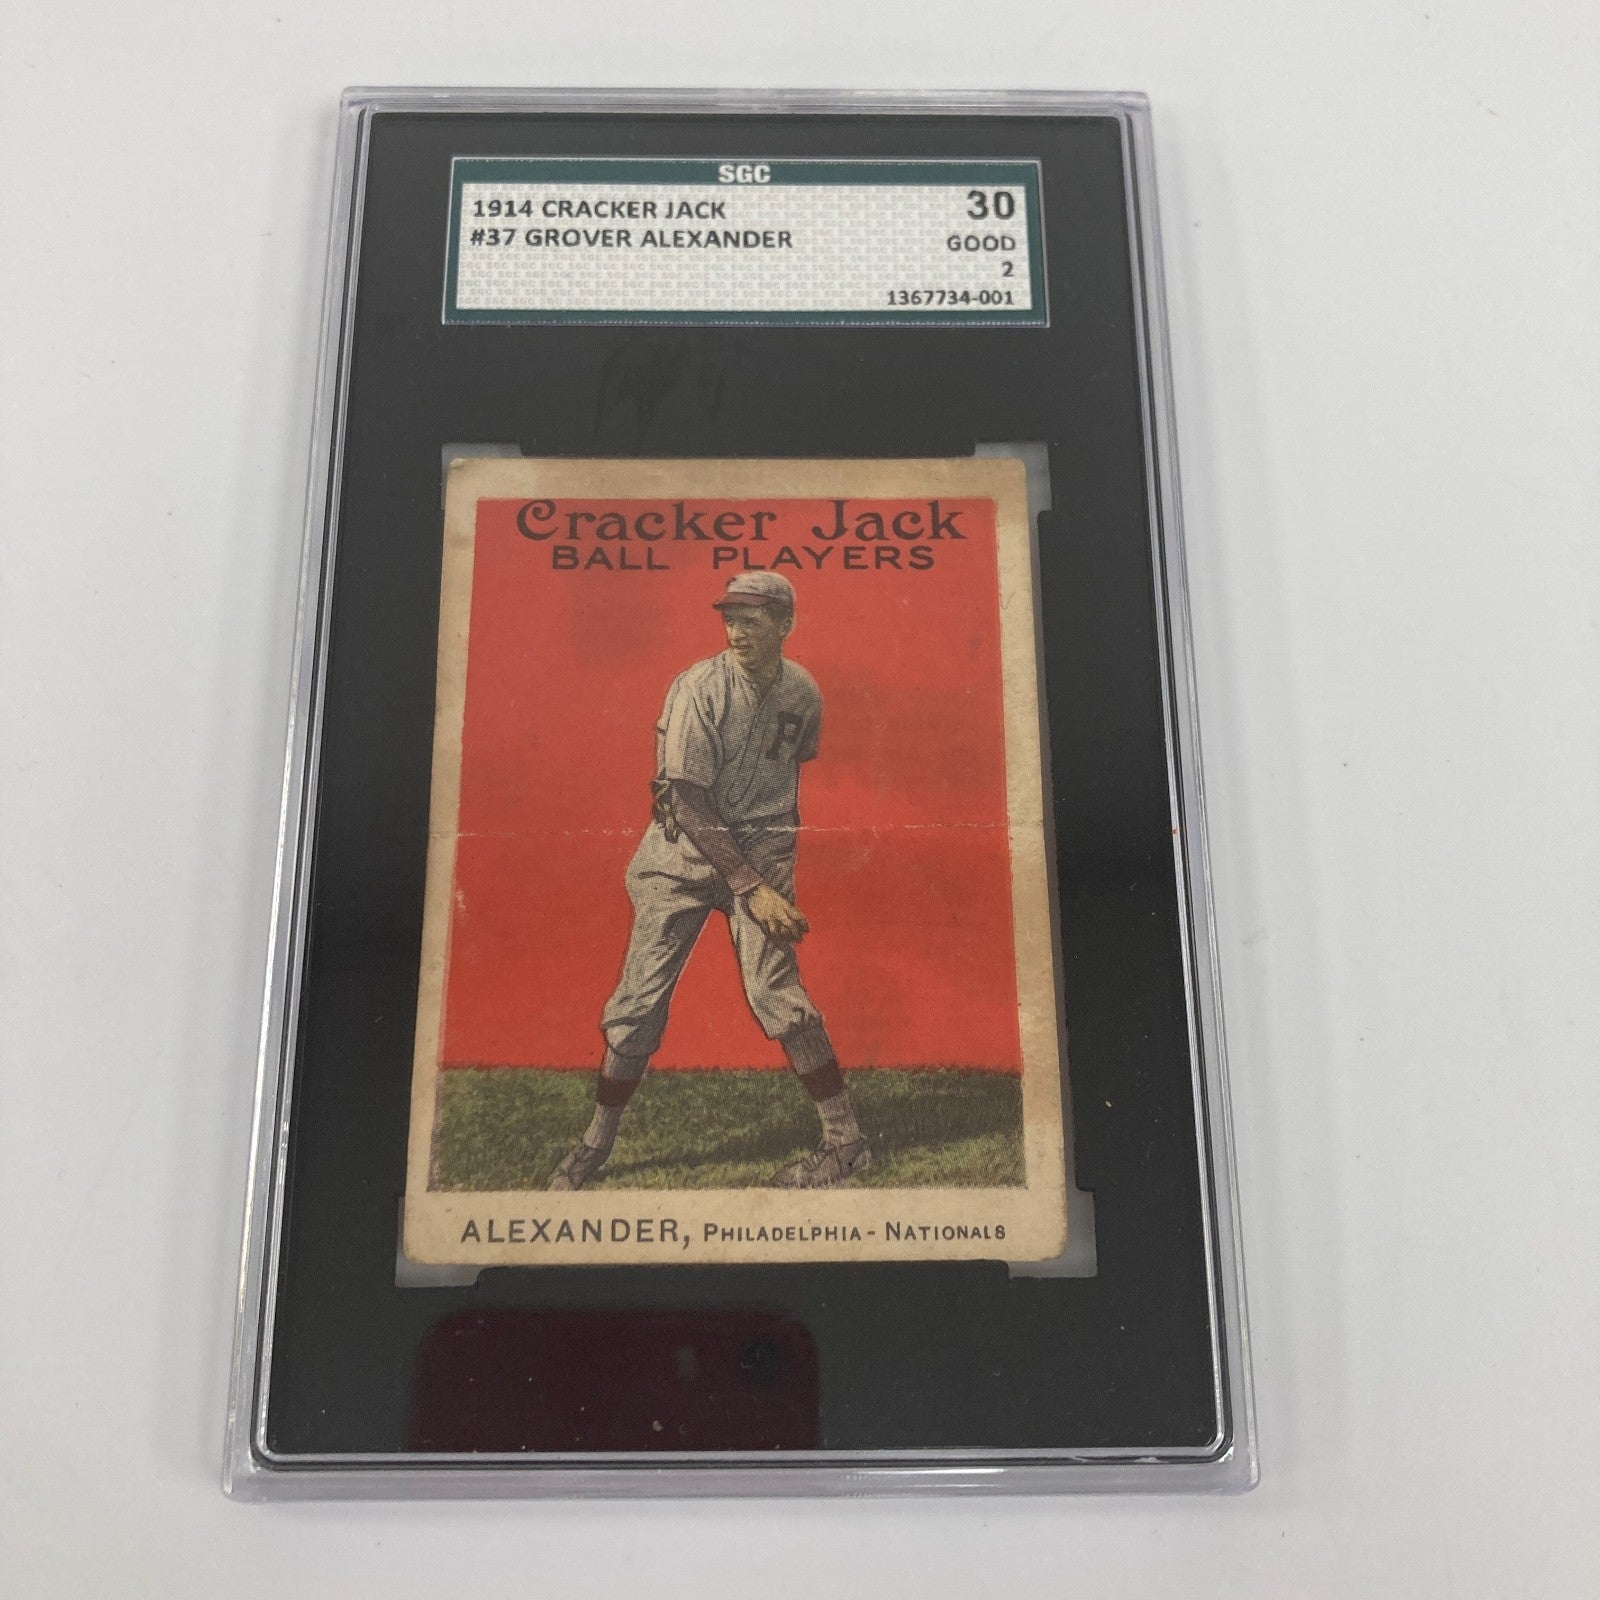 SGC
1914 CRACKER JACK
#37 GROVER ALEXANDER
30
GOOD
2
1367734-001
Cracker Jack
BALL PLAYERS
P
ALEXANDER, PHILADELPHIA - NATIONALS